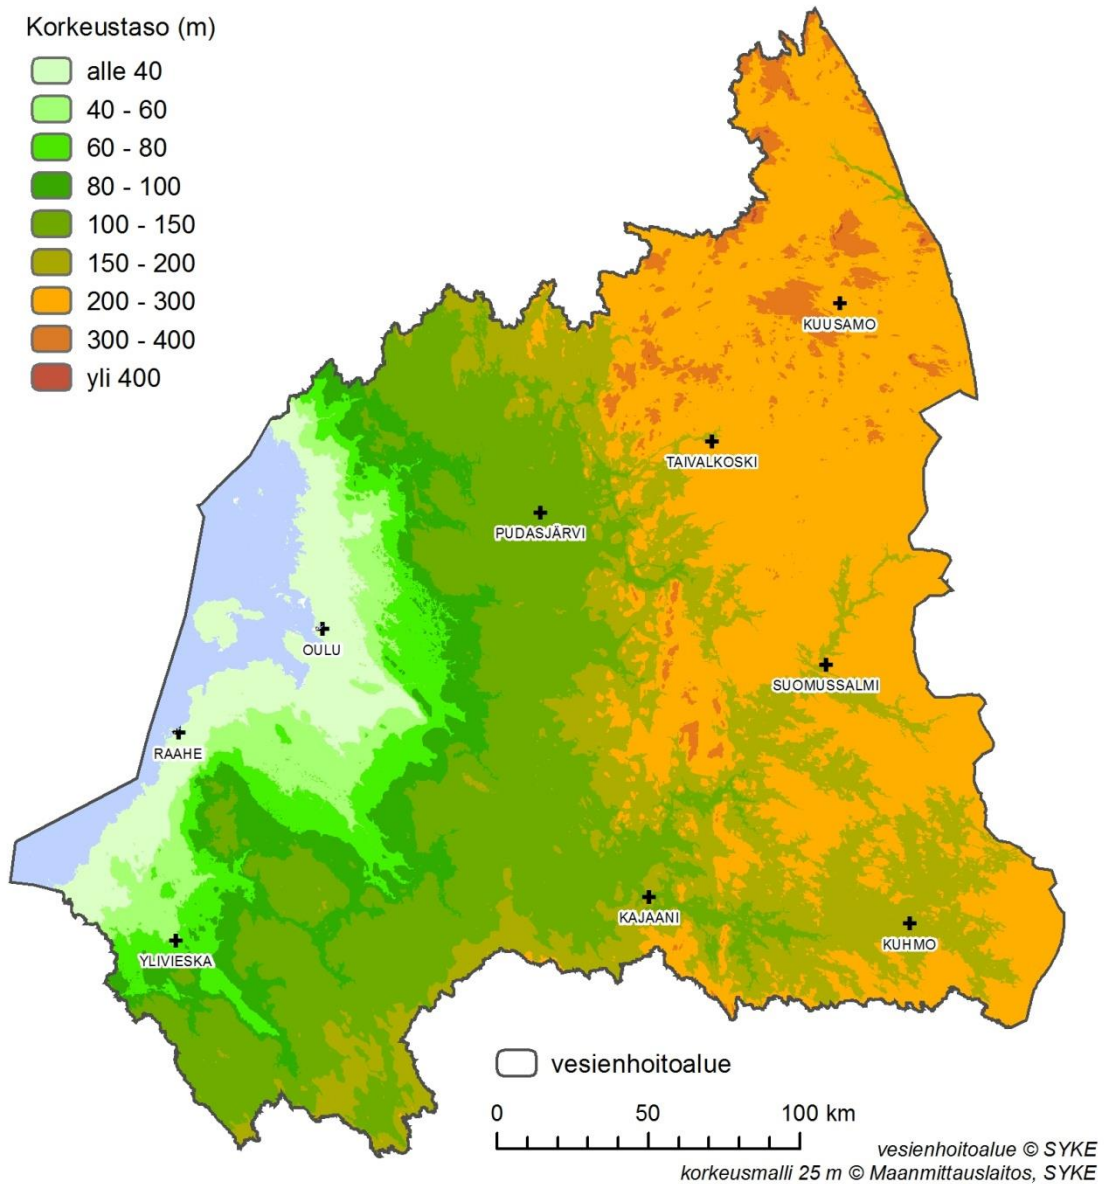 Korkeustaso (m)
alle 40
40 - 60
60 - 80
80 - 100
100 - 150
150 - 200
200 - 300
300 - 400
yli 400
KUUSAMO
TAIVALKOSKI
PUDASJÄRVI
OULU
SUOMUSSALMI
RAAHE
KAJAANI
KUHMO
YLIVIESKA
vesienhoitoalue
0 50 100 km
vesienhoitoalue © SYKE
korkeusmalli 25 m © Maanmittauslaitos, SYKE